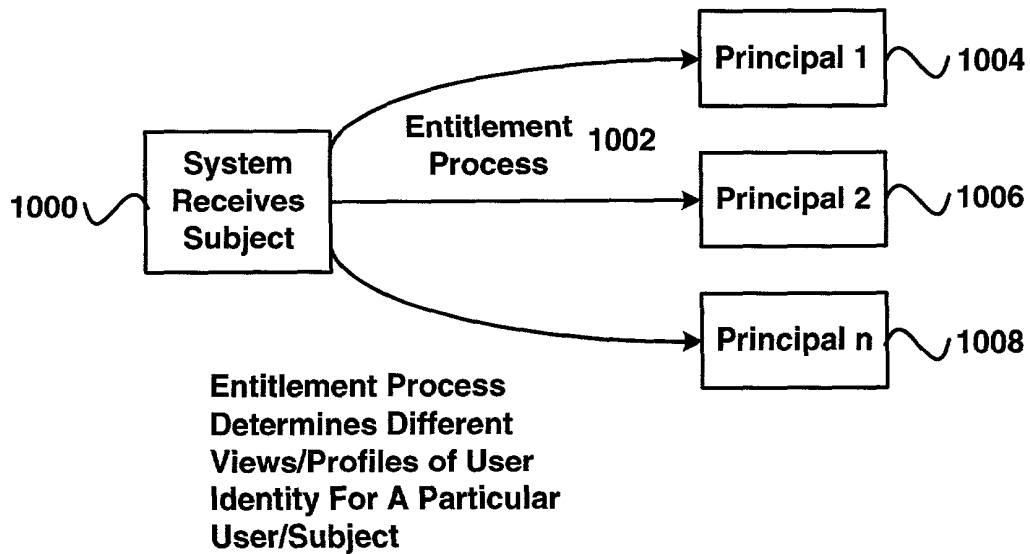 Principal 1
1004
Entitlement
Process
1002
System
Receives
Subject
1000
Principal 2
1006
Principal n
1008
Entitlement Process
Determines Different
Views/Profiles of User
Identity For A Particular
User/Subject